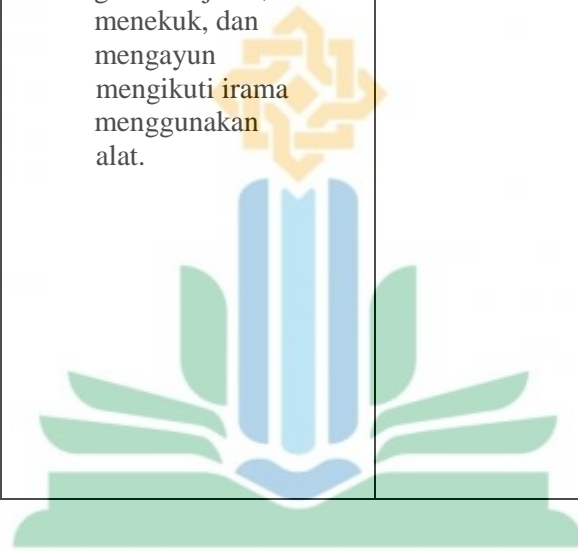 menekuk, dan
mengayun
mengikuti irama
menggunakan
alat.